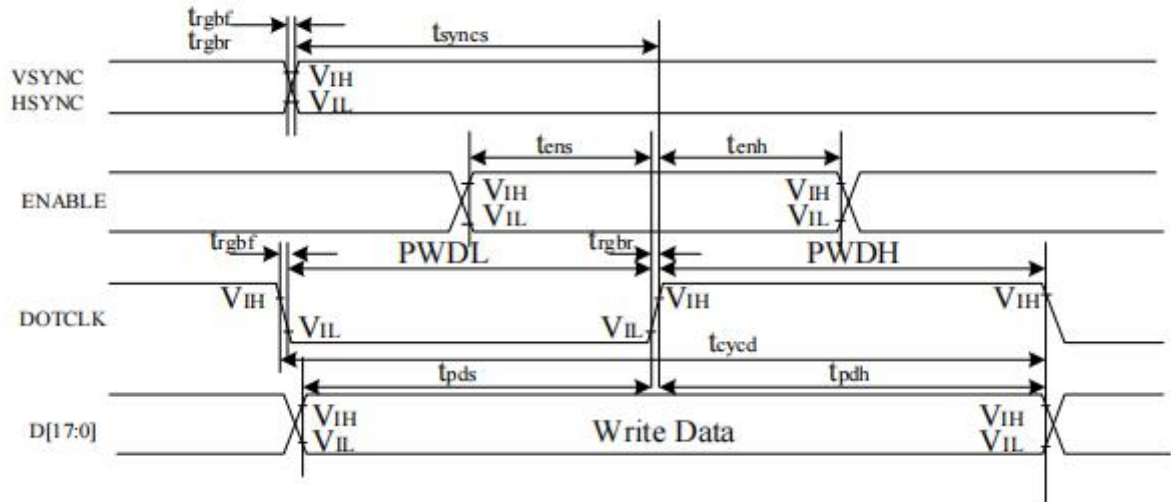 trgbf
trgbr
tsyncs
VSYNC
HSYNC
VIH
VIL
tens
tenh
ENABLE
VIH
VIL
VIH
VIL
trgbf
PWDL
trgbr
PWDH
DOTCLK
VIH
VIL
VIL
VIH
VIH
tcycd
tpds
tpdh
D[17:0]
VIH
VIL
Write Data
VIH
VIL